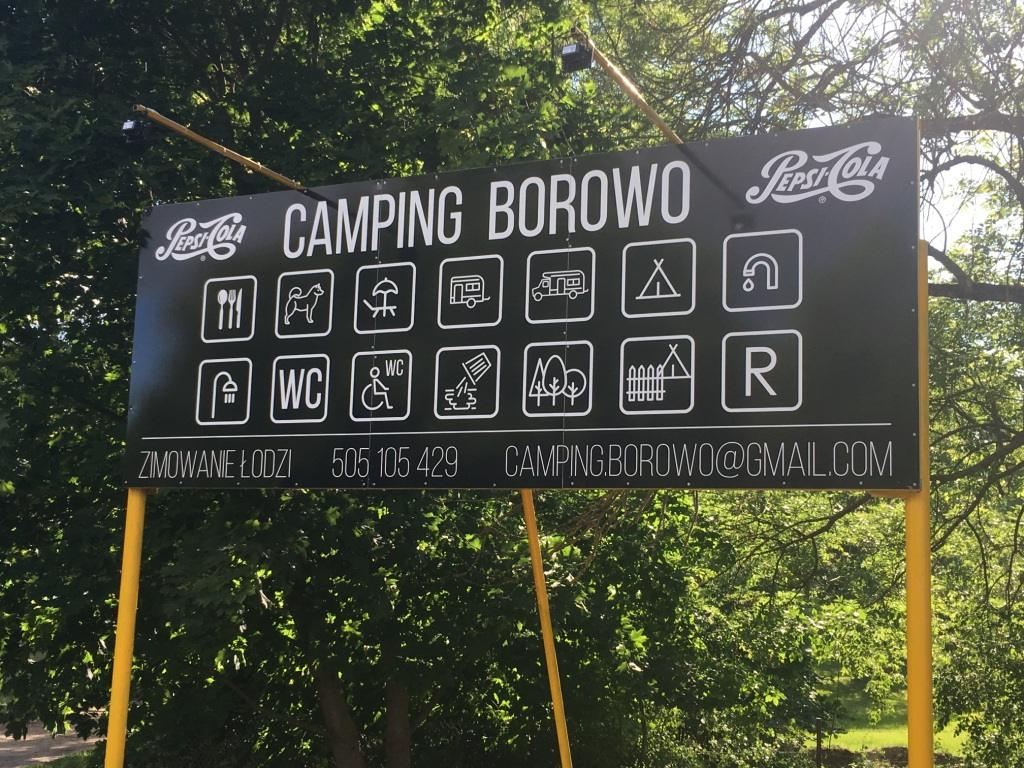 PEPSI-COLA
CAMPING BOROWO
PEPSI-COLA
WC
WC
R
ZIMOWANIE ŁODZI 505 105 429 CAMPING.BOROWO@GMAIL.COM